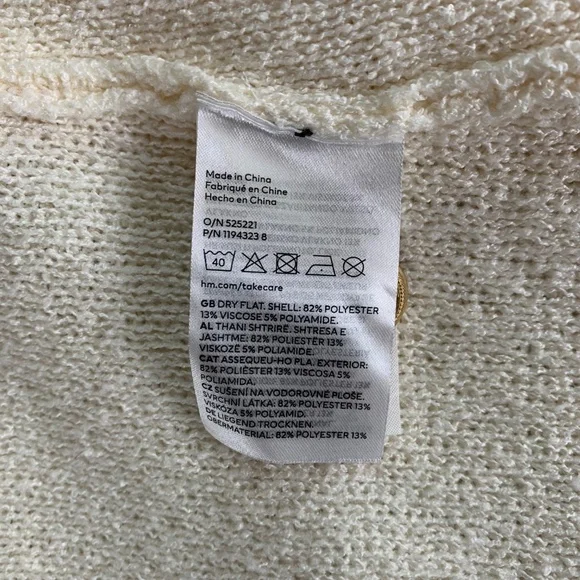 Made in China
Fabriqué en Chine
Hecho en China
O/N 525221
P/N 1194323 8
40
hm.com/takecare
GB DRY FLAT. SHELL: 82% POLYESTER
13% VISCOSE 5% POLYAMIDE.
AL THANI SHTRIRË. SHTRESA E
JASHTME: 82% POLIESTËR 13%
VISKOZË 5% POLIAMIDE.
CAT ASSEQUEU-HO PLA. EXTERIOR:
82% POLIÈSTER 13% VISCOSA 5%
POLIAMIDA.
CZ SUŠENÍ NA VODOROVNÉ PLOŠE.
SVRCHNÍ LÁTKA: 82% POLYESTER 13%
VISKÓZA 5% POLYAMID.
DE LIEGEND TROCKNEN.
OBERMATERIAL: 82% POLYESTER 13%